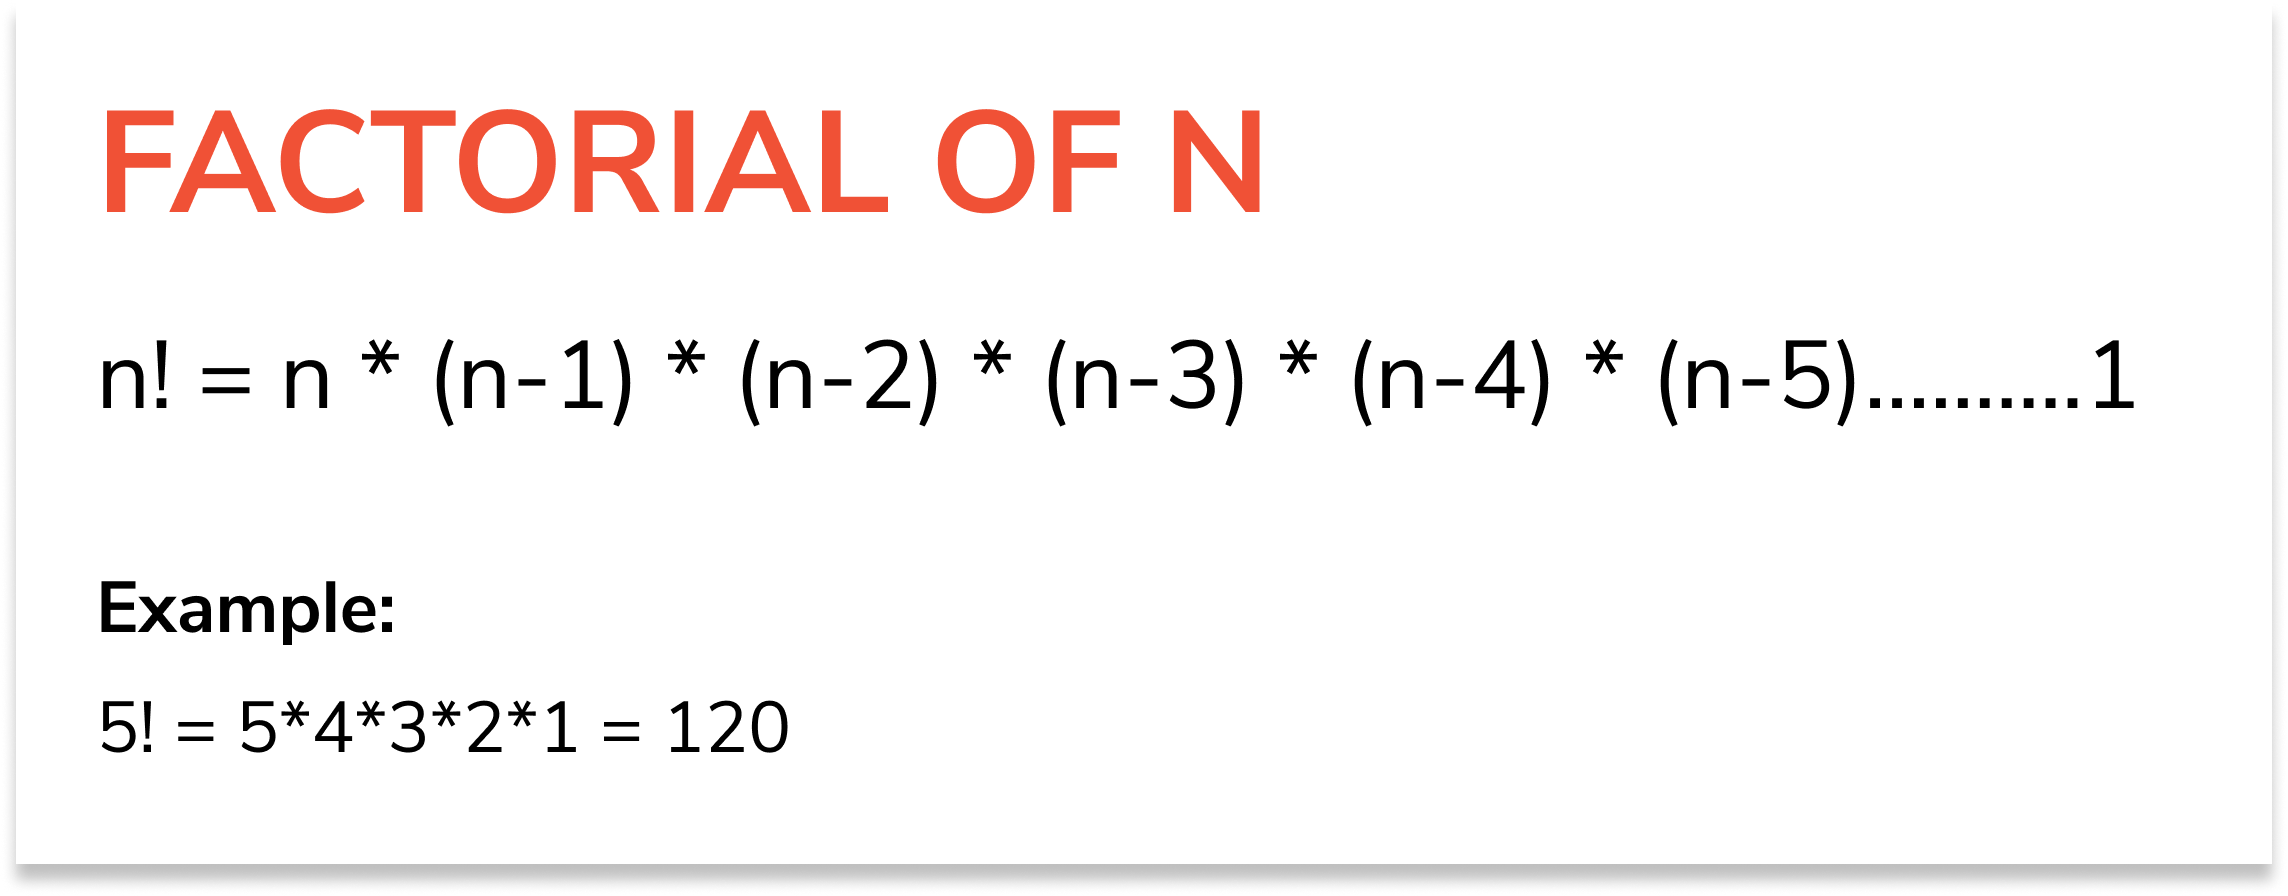 FACTORIAL OF N
n! = n * (n-1) * (n-2) * (n-3) * (n-4) * (n-5)..........1
Example:
5! = 5*4*3*2*1 = 120